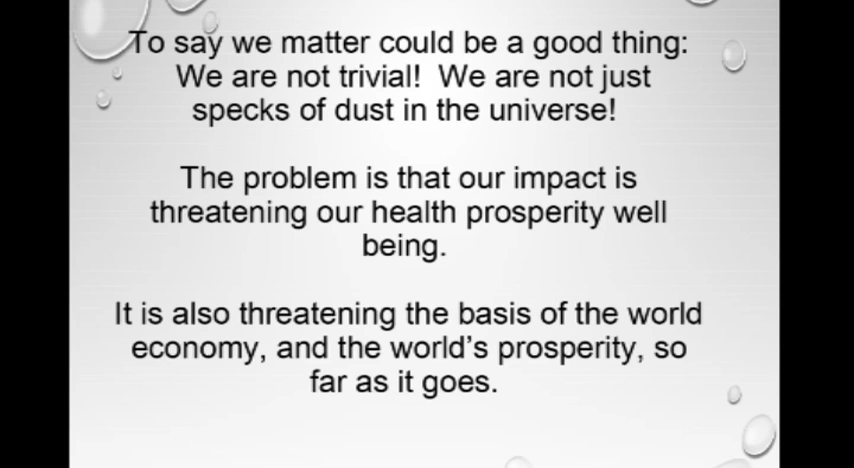 To say we matter could be a good thing:
We are not trivial!  We are not just
specks of dust in the universe!
The problem is that our impact is
threatening our health prosperity well
being.
It is also threatening the basis of the world
economy, and the world’s prosperity, so
far as it goes.